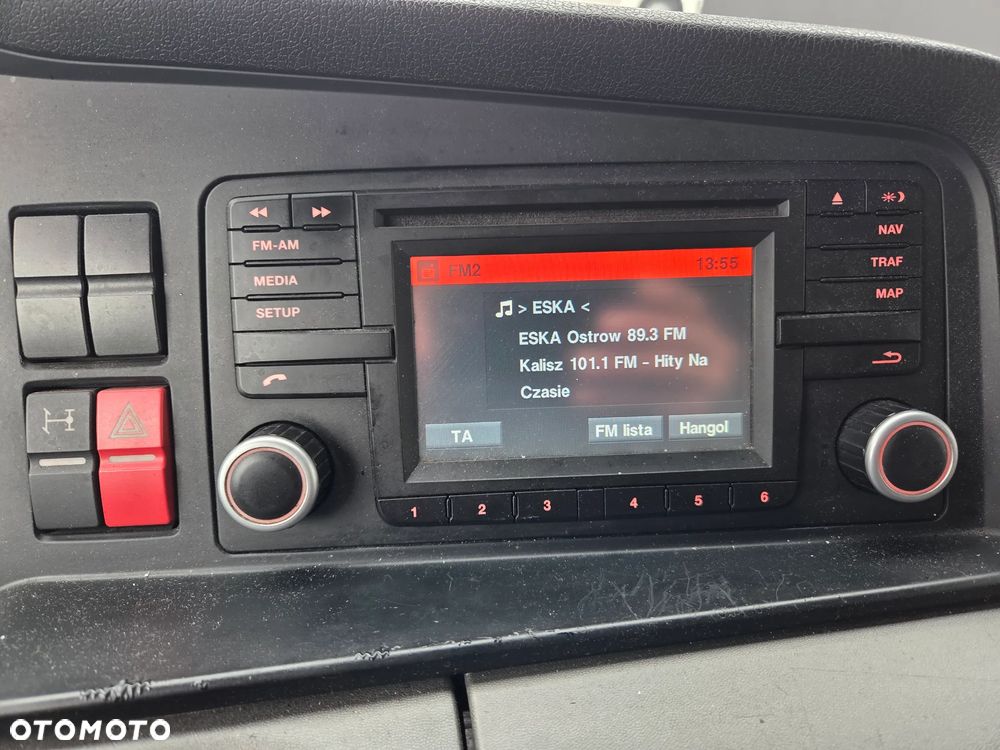 FM-AM
MEDIA
SETUP
FM2 13:55
> ESKA <
ESKA Ostrow 89.3 FM
Kalisz 101.1 FM - Hity Na
Czasie
TA FM lista Hangol
NAV
TRAF
MAP
1 2 3 4 5 6
OTOMOTO